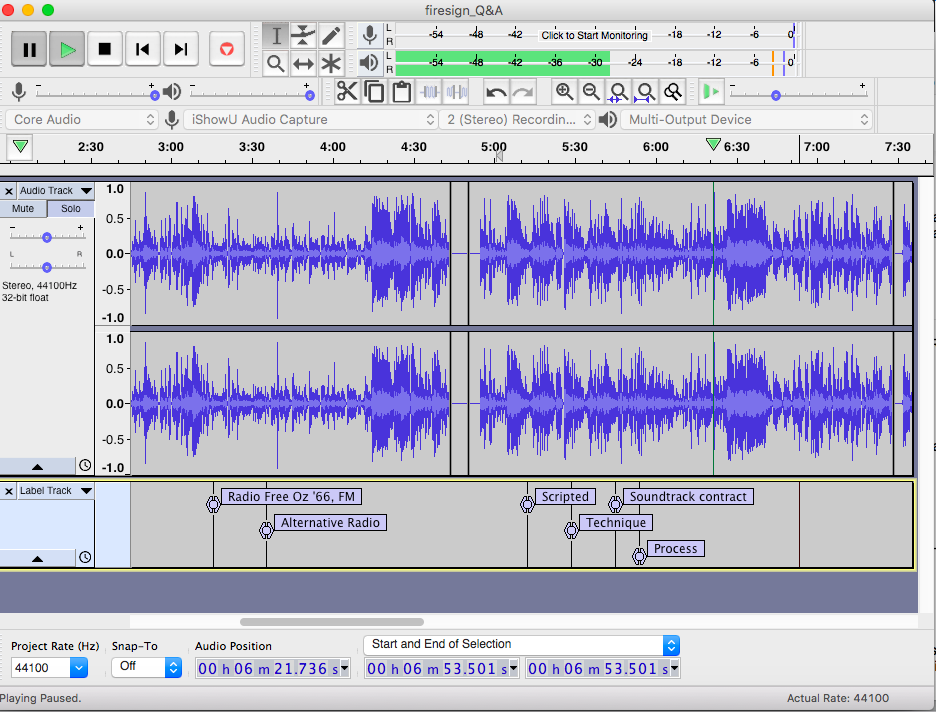 firesign_Q&A
L
R
-54 -48 -42 Click to Start Monitoring -18 -12 -6 0
L
R
-54 -48 -42 -36 -30 -24 -18 -12 -6 0
- + - + - +
Core Audio iShowU Audio Capture 2 (Stereo) Recordin... Multi-Output Device
2:30 3:00 3:30 4:00 4:30 5:00 5:30 6:00 6:30 7:00 7:30
× Audio Track
Mute Solo
- +
L R
Stereo, 44100Hz
32-bit float
1.0
0.5
0.0
-0.5
-1.0
1.0
0.5
0.0
-0.5
-1.0
× Label Track
Radio Free Oz '66, FM Scripted Soundtrack contract
Alternative Radio Technique
Process
Project Rate (Hz) Snap-To Audio Position Start and End of Selection
44100 Off 00 h 06 m 21.736 s 00 h 06 m 53.501 s 00 h 06 m 53.501 s
Playing Paused. Actual Rate: 44100